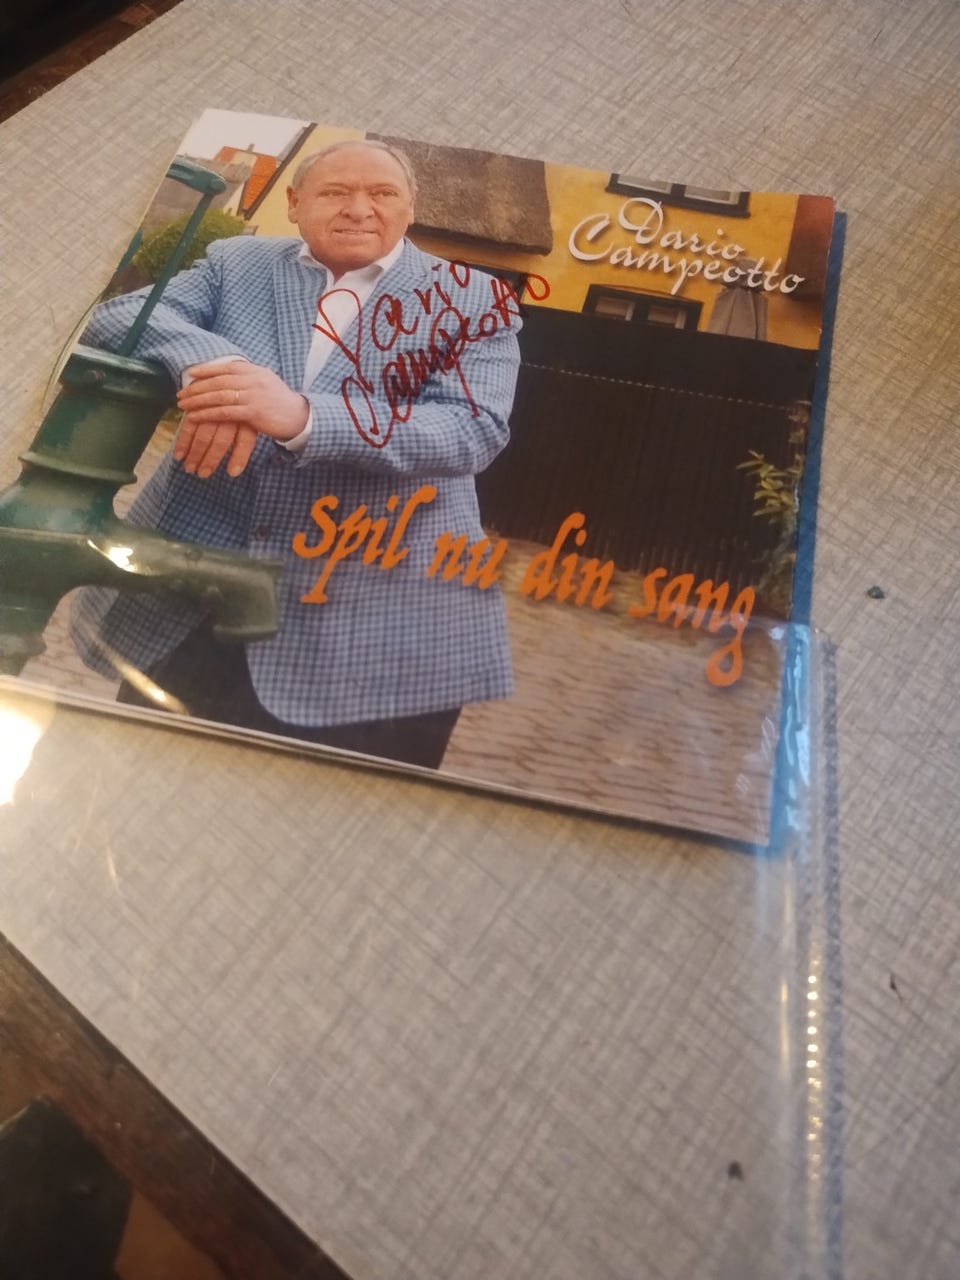 Dario
Campeotto
Dario
Campeotto
Spil nu din sang